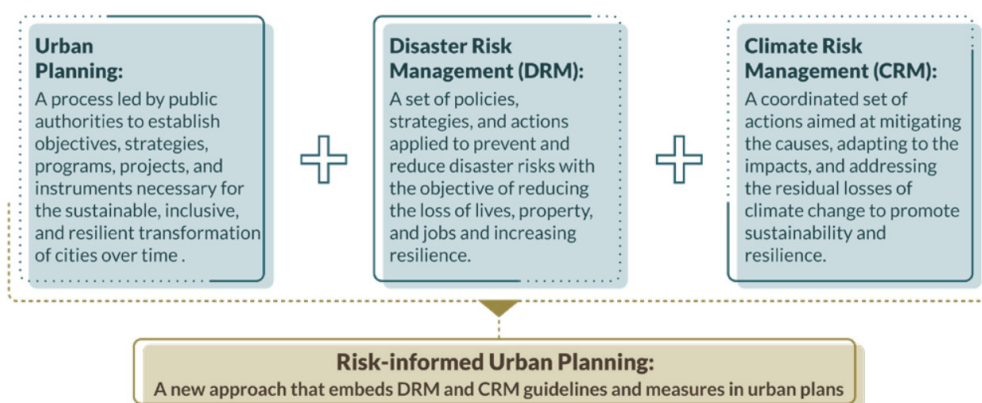 Urban
Planning:
A process led by public
authorities to establish
objectives, strategies,
programs, projects, and
instruments necessary for
the sustainable, inclusive,
and resilient transformation
of cities over time .
Disaster Risk
Management (DRM):
A set of policies,
strategies, and actions
applied to prevent and
reduce disaster risks with
the objective of reducing
the loss of lives, property,
and jobs and increasing
resilience.
Climate Risk
Management (CRM):
A coordinated set of
actions aimed at mitigating
the causes, adapting to the
impacts, and addressing
the residual losses of
climate change to promote
sustainability and
resilience.
Risk-informed Urban Planning:
A new approach that embeds DRM and CRM guidelines and measures in urban plans